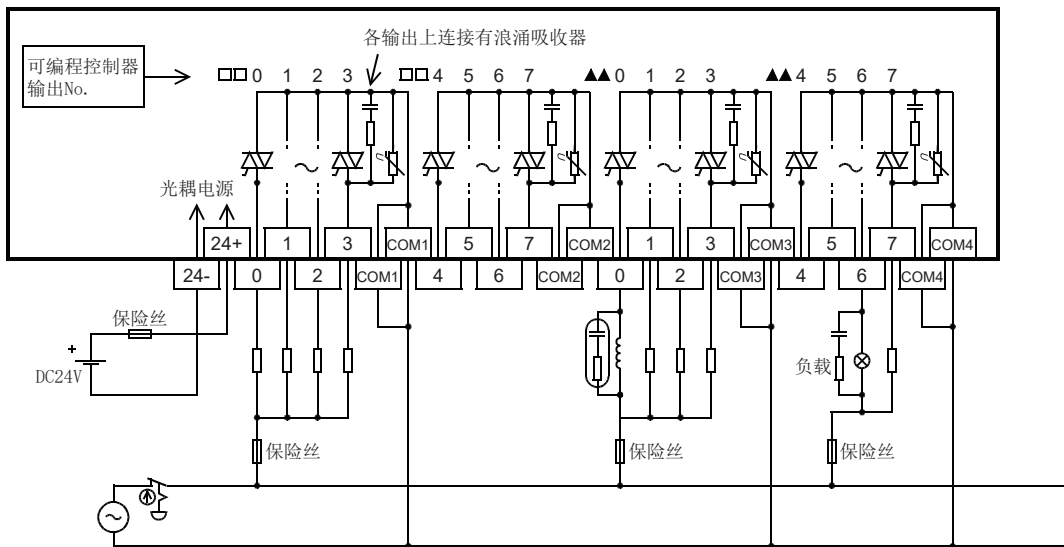 各输出上连接有浪涌吸收器
可编程控制器
输出No.
□□ 0 1 2 3 □□ 4 5 6 7 ▲▲ 0 1 2 3 ▲▲ 4 5 6 7
U U U U
光耦电源
24+ 1 3 COM1 5 7 COM2 1 3 COM3 5 7 COM4
24- 0 2 COM1 4 6 COM2 0 2 COM3 4 6 COM4
保险丝
+
DC24V
负载
保险丝 保险丝 保险丝